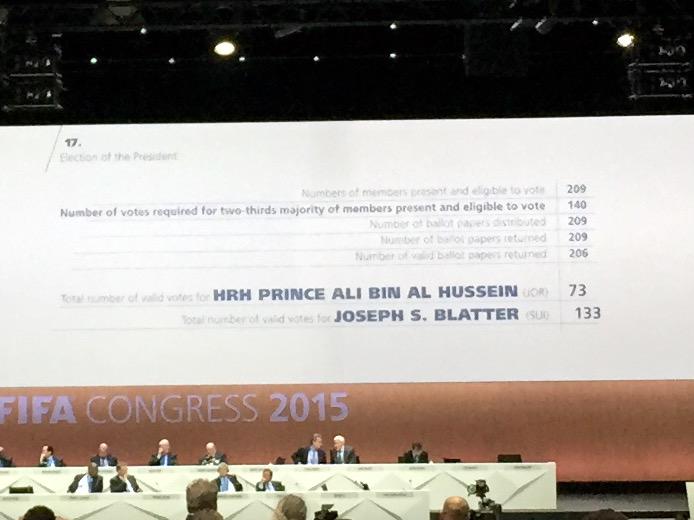 17.
Election of the President
Numbers of members present and eligible to vote 209
Number of votes required for two-thirds majority of members present and eligible to vote 140
Number of ballot papers distributed 209
Number of ballot papers returned 209
Number of valid ballot papers returned 206
Total number of valid votes for HRH PRINCE ALI BIN AL HUSSEIN (JOR) 73
Total number of valid votes for JOSEPH S. BLATTER (SUI) 133
FIFA CONGRESS 2015